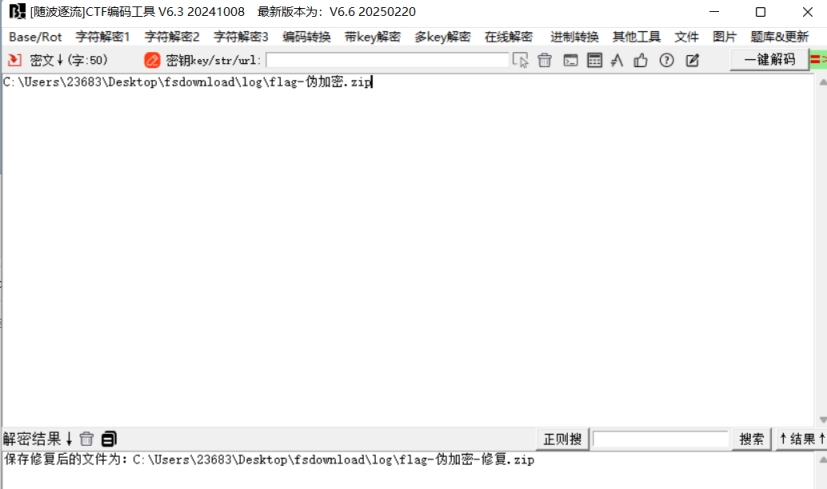 [随波逐流]CTF编码工具 V6.3 20241008 最新版本为: V6.6 20250220
Base/Rot 字符解密1 字符解密2 字符解密3 编码转换 带key解密 多key解密 在线解密 进制转换 其他工具 文件 图片 题库&更新
密文↓(字:50) 密钥key/str/url: 一键解码
C:\Users\23683\Desktop\fsdownload\log\flag-伪加密.zip
解密结果↓ 正则搜 搜索 ↑结果↑
保存修复后的文件为: C:\Users\23683\Desktop\fsdownload\log\flag-伪加密-修复.zip